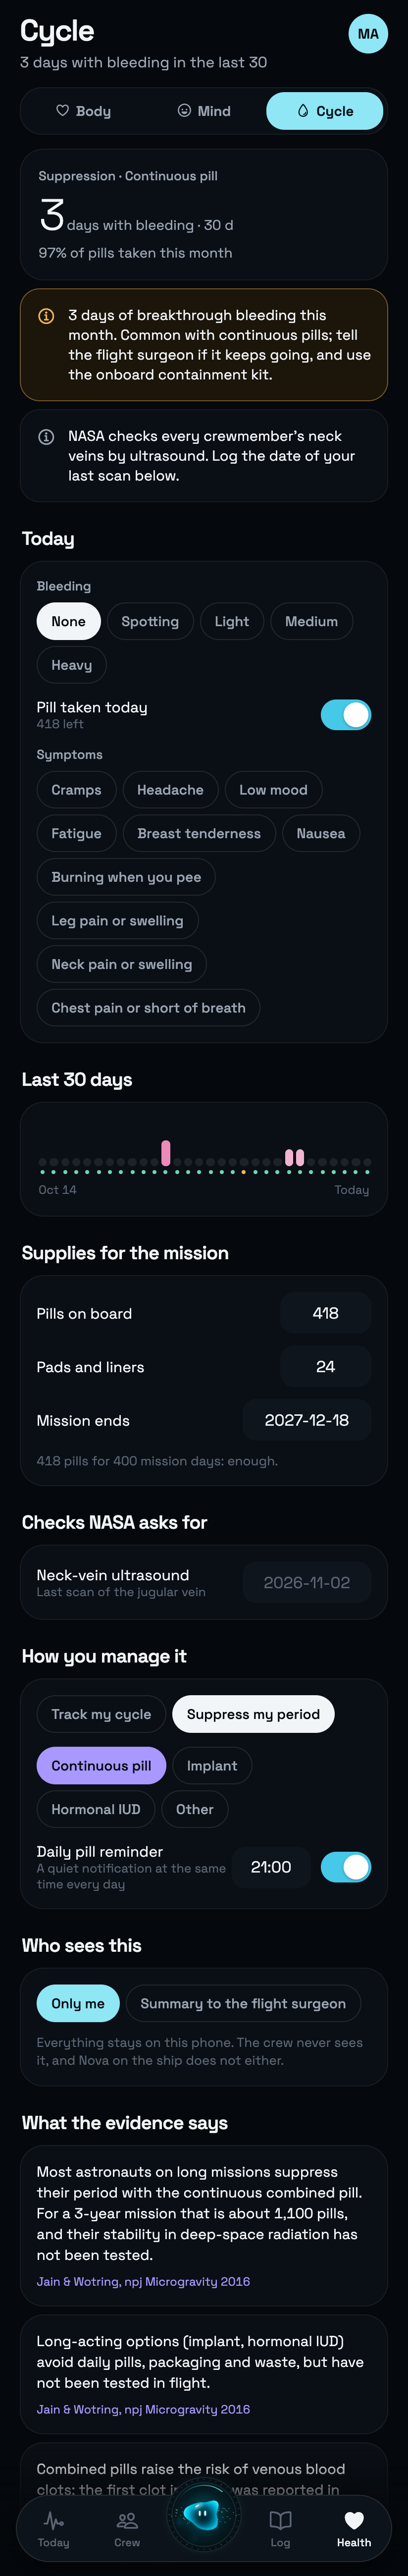 Cycle
MA
3 days with bleeding in the last 30
Body
Mind
Cycle
Suppression · Continuous pill
3 days with bleeding · 30 d
97% of pills taken this month
3 days of breakthrough bleeding this
month. Common with continuous pills; tell
the flight surgeon if it keeps going, and use
the onboard containment kit.
NASA checks every crewmember's neck
veins by ultrasound. Log the date of your
last scan below.
Today
Bleeding
None
Spotting
Light
Medium
Heavy
Pill taken today
418 left
Symptoms
Cramps
Headache
Low mood
Fatigue
Breast tenderness
Nausea
Burning when you pee
Leg pain or swelling
Neck pain or swelling
Chest pain or short of breath
Last 30 days
Oct 14
Today
Supplies for the mission
Pills on board
418
Pads and liners
24
Mission ends
2027-12-18
418 pills for 400 mission days: enough.
Checks NASA asks for
Neck-vein ultrasound
2026-11-02
Last scan of the jugular vein
How you manage it
Track my cycle
Suppress my period
Continuous pill
Implant
Hormonal IUD
Other
Daily pill reminder
A quiet notification at the same
time every day
21:00
Who sees this
Only me
Summary to the flight surgeon
Everything stays on this phone. The crew never sees
it, and Nova on the ship does not either.
What the evidence says
Most astronauts on long missions suppress
their period with the continuous combined pill.
For a 3-year mission that is about 1,100 pills,
and their stability in deep-space radiation has
not been tested.
Jain & Wotring, npj Microgravity 2016
Long-acting options (implant, hormonal IUD)
avoid daily pills, packaging and waste, but have
not been tested in flight.
Jain & Wotring, npj Microgravity 2016
Combined pills raise the risk of venous blood
clots: the first clot in was reported in
Today
Crew
Log
Health